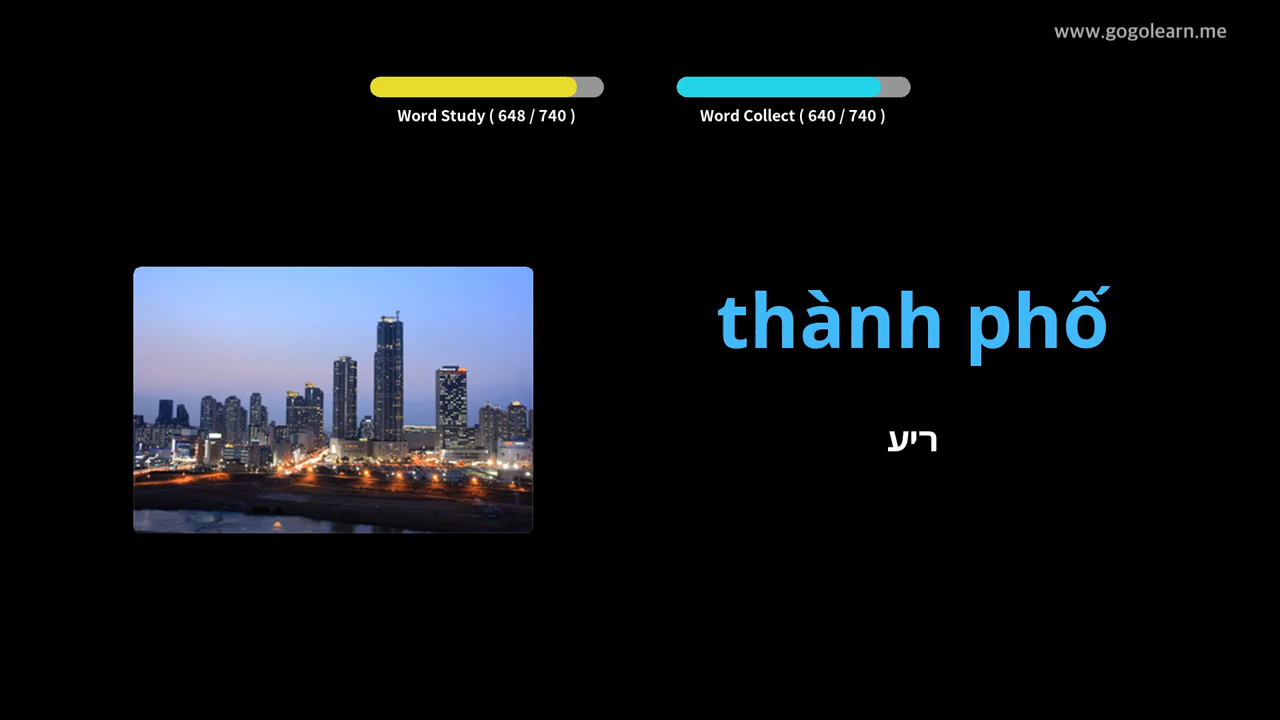 www.gogolearn.me
Word Study ( 648 / 740 )
Word Collect ( 640 / 740 )
thành phố
ריע